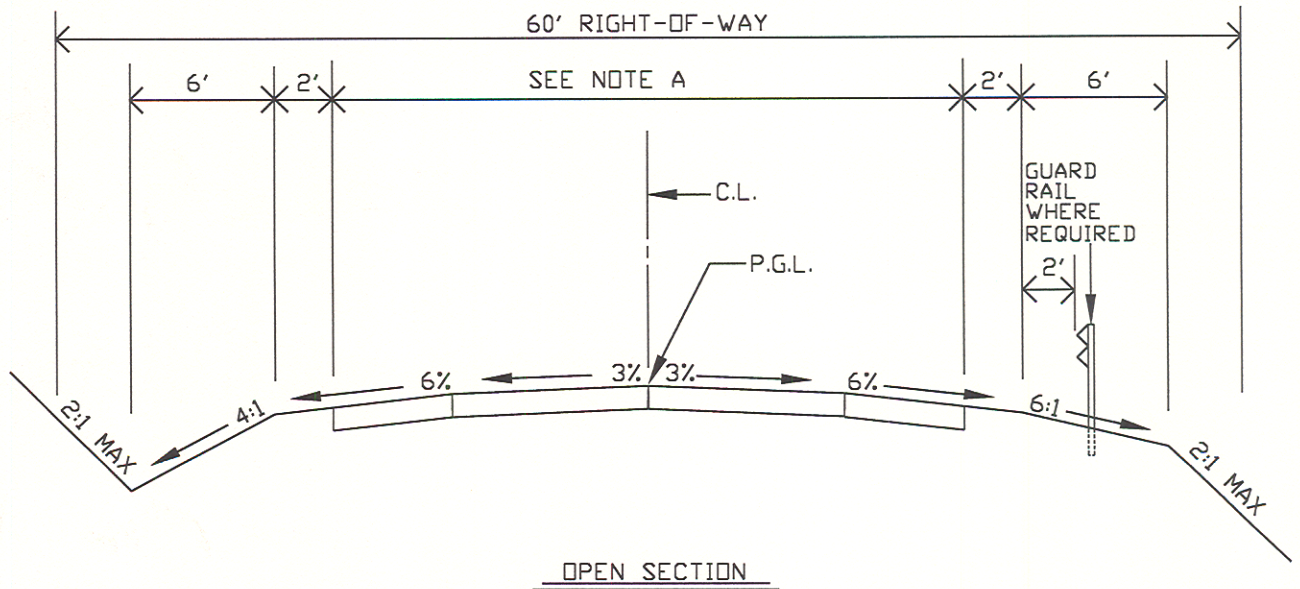 60' RIGHT-OF-WAY
6'
2'
SEE NOTE A
2'
6'
GUARD
RAIL
WHERE
REQUIRED
C.L.
P.G.L.
2'
6%
3%
3%
6%
2:1 MAX
4:1
6:1
2:1 MAX
OPEN SECTION